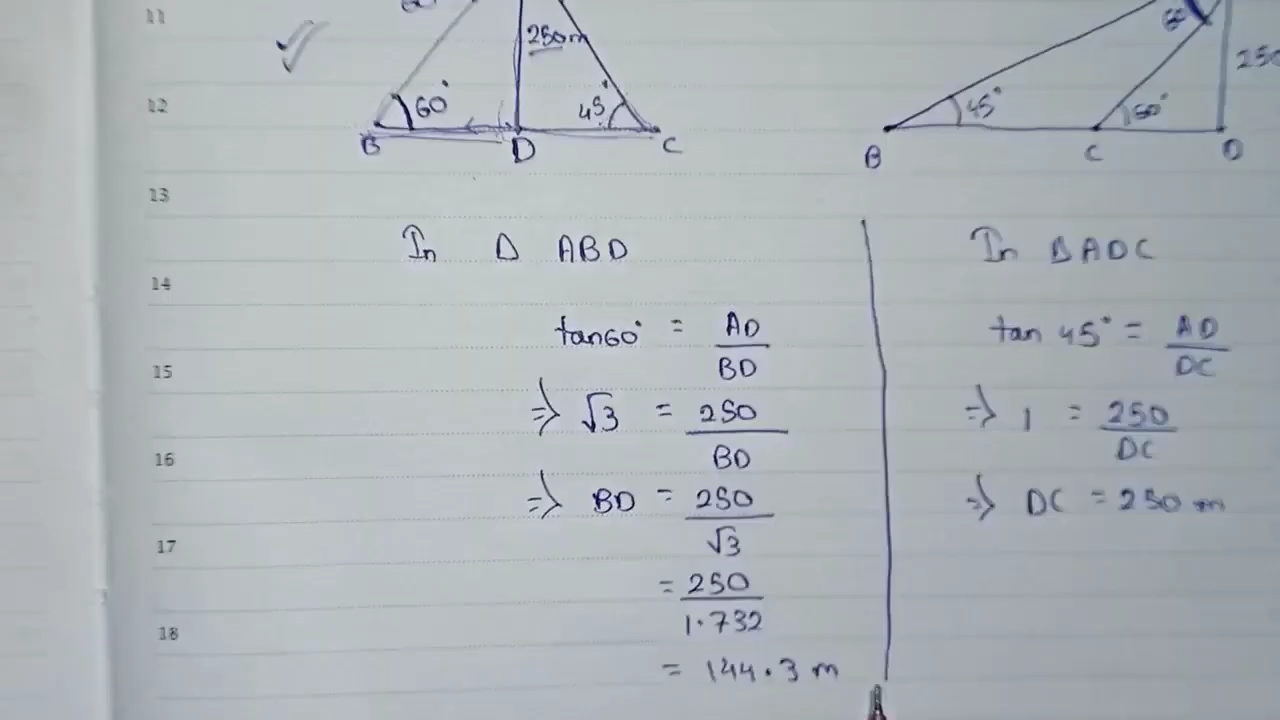 11
250m
60°
250
12
60°
45°
45°
60°
B
D
C
B
C
D
13
In Δ ABD
14
tan60° = AD/BD
15
⇒ √3 = 250/BD
16
⇒ BD = 250/√3
17
= 250/1.732
18
= 144.3 m
In ΔADC
tan 45° = AD/DC
⇒ 1 = 250/DC
⇒ DC = 250 m